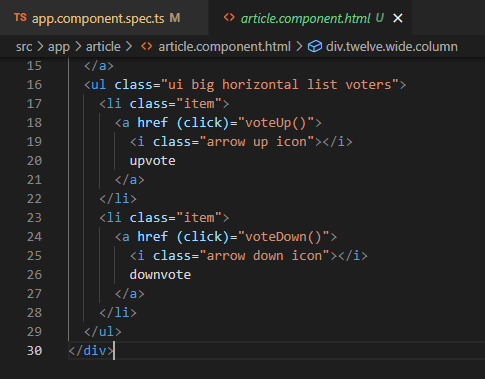 TS app.component.spec.ts U <> article.component.html U ×
src > app > article > <> article.component.html > div.twelve.wide.column
15 </a>
16 <ul class="ui big horizontal list voters">
17 <li class="item">
18 <a href (click)="voteUp()">
19 <i class="arrow up icon"></i>
20 upvote
21 </a>
22 </li>
23 <li class="item">
24 <a href (click)="voteDown()">
25 <i class="arrow down icon"></i>
26 downvote
27 </a>
28 </li>
29 </ul>
30 </div>